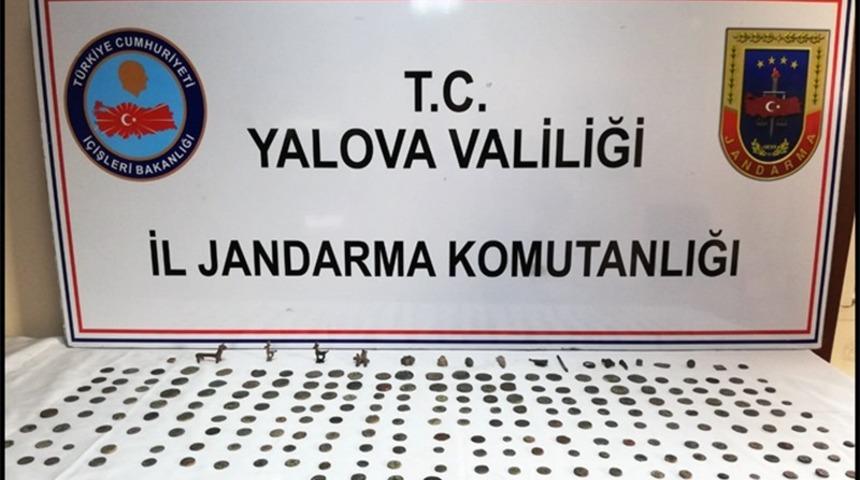 TÜRKİYE CUMHURİYETİ
İÇİŞLERİ BAKANLIĞI
T.C.
YALOVA VALİLİĞİ
İL JANDARMA KOMUTANLIĞI
JANDARMA